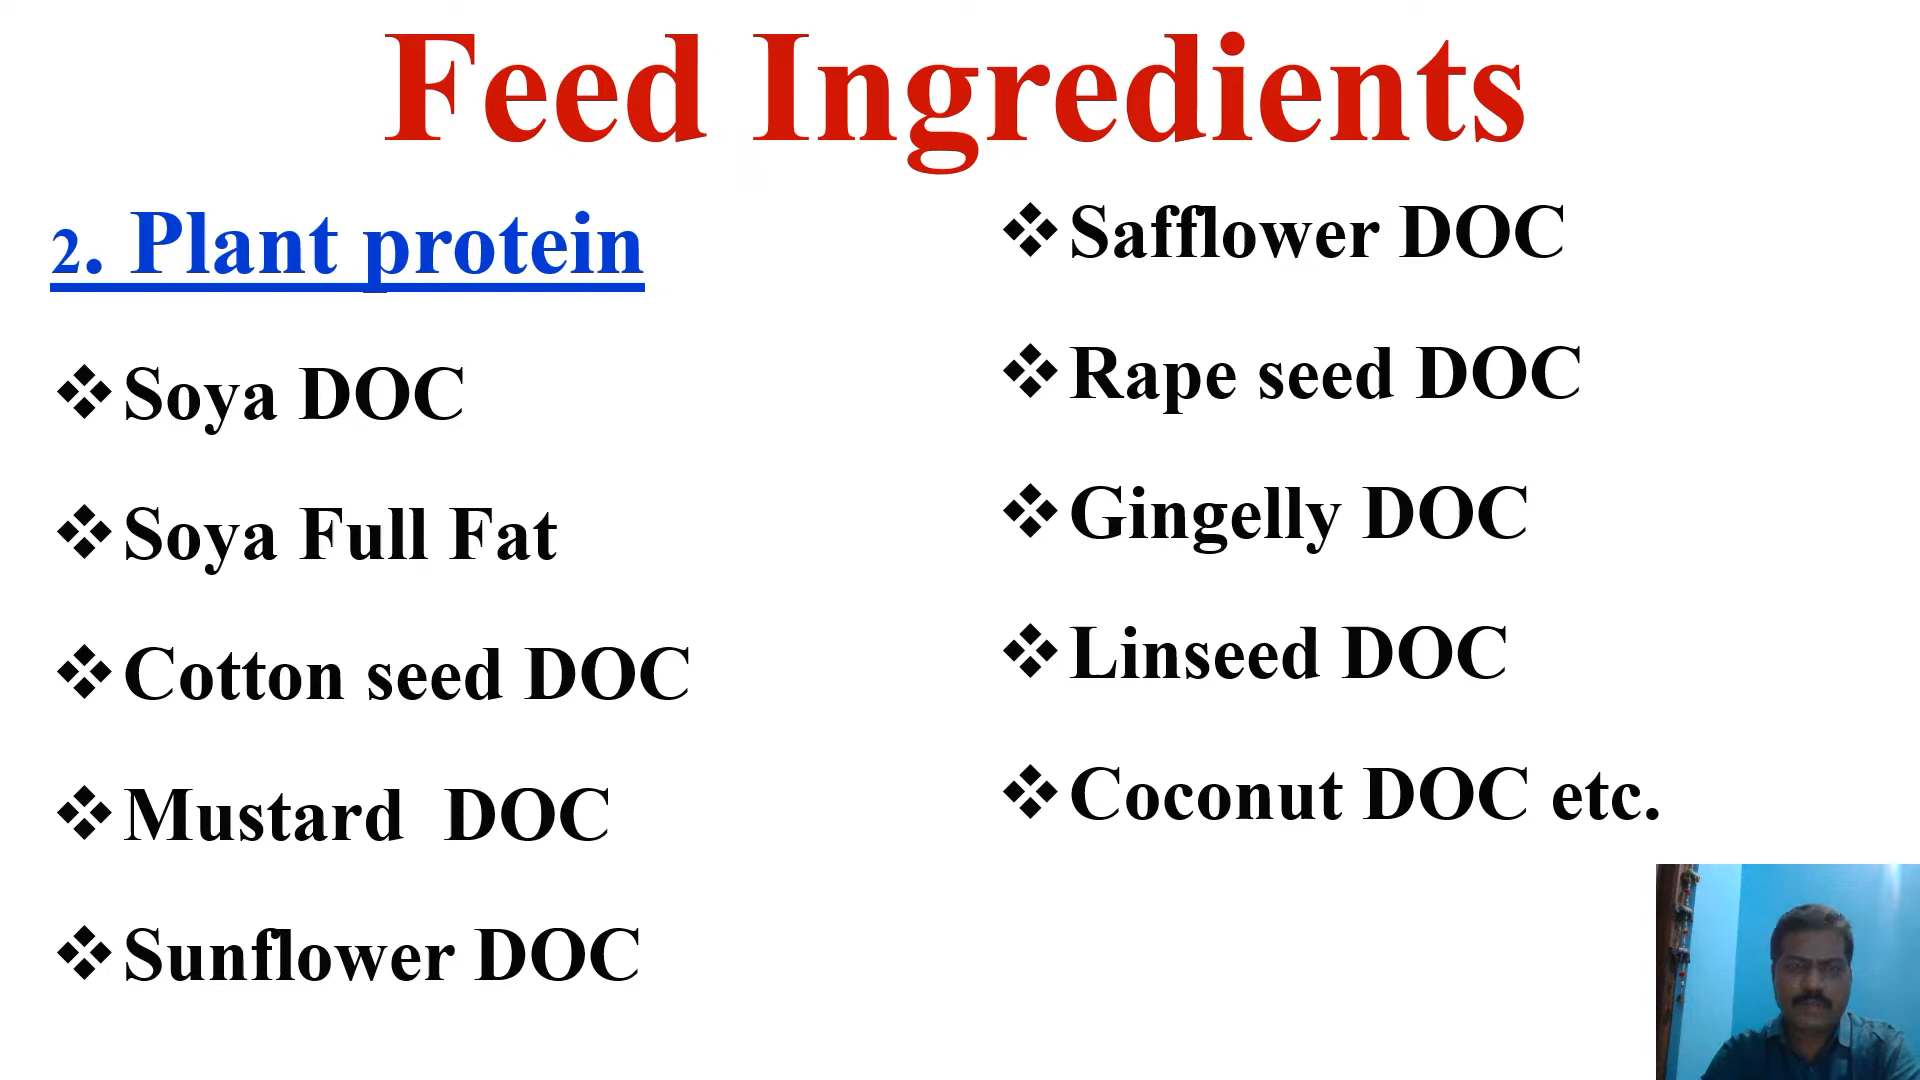 Feed Ingredients
2. Plant protein
❖Soya DOC
❖Soya Full Fat
❖Cotton seed DOC
❖Mustard  DOC
❖Sunflower DOC
❖Safflower DOC
❖Rape seed DOC
❖Gingelly DOC
❖Linseed DOC
❖Coconut DOC etc.